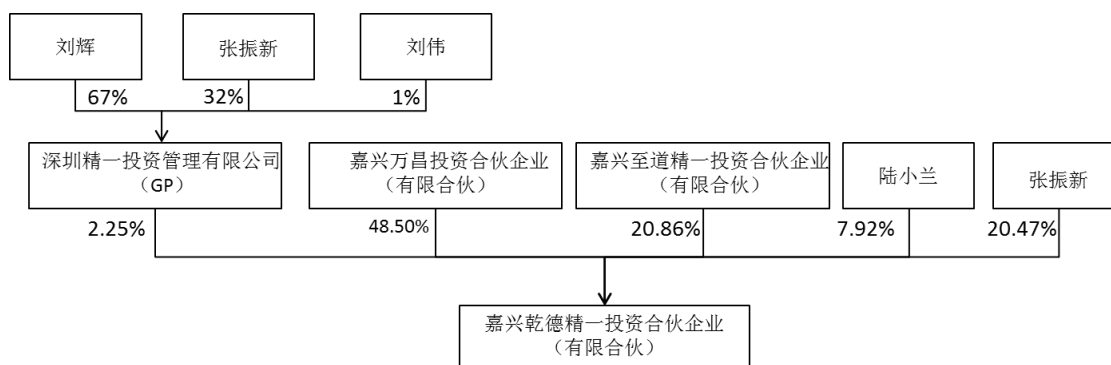 刘辉
张振新
刘伟
67%
32%
1%
深圳精一投资管理有限公司
（GP）
嘉兴万昌投资合伙企业
（有限合伙）
嘉兴至道精一投资合伙企业
（有限合伙）
陆小兰
张振新
2.25%
48.50%
20.86%
7.92%
20.47%
嘉兴乾德精一投资合伙企业
（有限合伙）